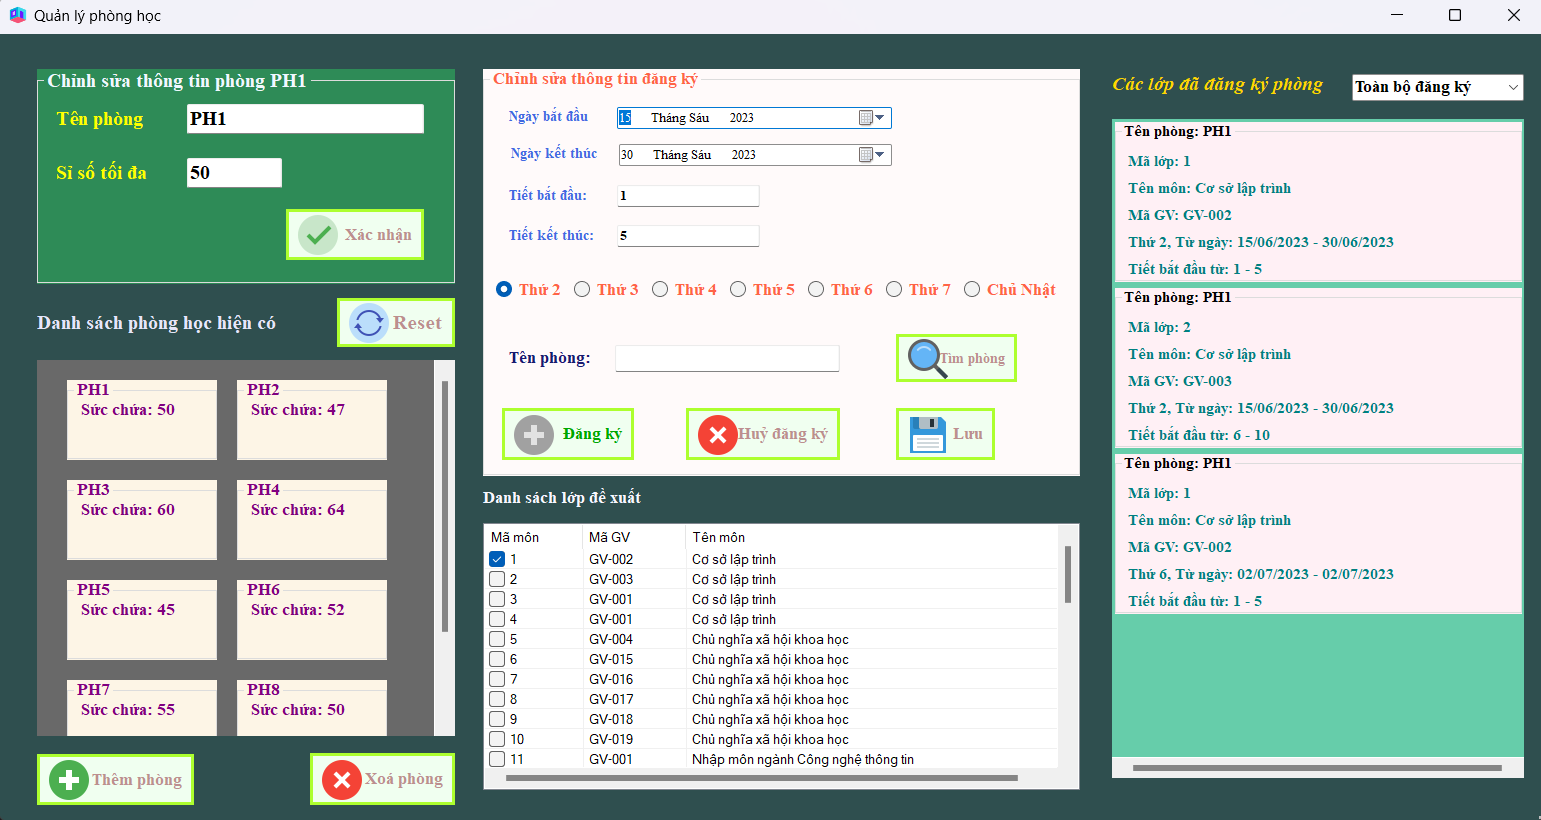 Quản lý phòng học
Chỉnh sửa thông tin phòng PH1
Tên phòng PH1
Sỉ số tối đa 50
Xác nhận
Danh sách phòng học hiện có
Reset
PH1
Sức chứa: 50
PH2
Sức chứa: 47
PH3
Sức chứa: 60
PH4
Sức chứa: 64
PH5
Sức chứa: 45
PH6
Sức chứa: 52
PH7
Sức chứa: 55
PH8
Sức chứa: 50
Thêm phòng
Xoá phòng
Chỉnh sửa thông tin đăng ký
Ngày bắt đầu 15 Tháng Sáu 2023
Ngày kết thúc 30 Tháng Sáu 2023
Tiết bắt đầu: 1
Tiết kết thúc: 5
Thứ 2 Thứ 3 Thứ 4 Thứ 5 Thứ 6 Thứ 7 Chủ Nhật
Tên phòng:
Tìm phòng
Đăng ký
Huỷ đăng ký
Lưu
Danh sách lớp đề xuất
Mã môn Mã GV Tên môn
1 GV-002 Cơ sở lập trình
2 GV-003 Cơ sở lập trình
3 GV-001 Cơ sở lập trình
4 GV-001 Cơ sở lập trình
5 GV-004 Chủ nghĩa xã hội khoa học
6 GV-015 Chủ nghĩa xã hội khoa học
7 GV-016 Chủ nghĩa xã hội khoa học
8 GV-017 Chủ nghĩa xã hội khoa học
9 GV-018 Chủ nghĩa xã hội khoa học
10 GV-019 Chủ nghĩa xã hội khoa học
11 GV-001 Nhập môn ngành Công nghệ thông tin
Các lớp đã đăng ký phòng
Toàn bộ đăng ký
Tên phòng: PH1
Mã lớp: 1
Tên môn: Cơ sở lập trình
Mã GV: GV-002
Thứ 2, Từ ngày: 15/06/2023 - 30/06/2023
Tiết bắt đầu từ: 1 - 5
Tên phòng: PH1
Mã lớp: 2
Tên môn: Cơ sở lập trình
Mã GV: GV-003
Thứ 2, Từ ngày: 15/06/2023 - 30/06/2023
Tiết bắt đầu từ: 6 - 10
Tên phòng: PH1
Mã lớp: 1
Tên môn: Cơ sở lập trình
Mã GV: GV-002
Thứ 6, Từ ngày: 02/07/2023 - 02/07/2023
Tiết bắt đầu từ: 1 - 5